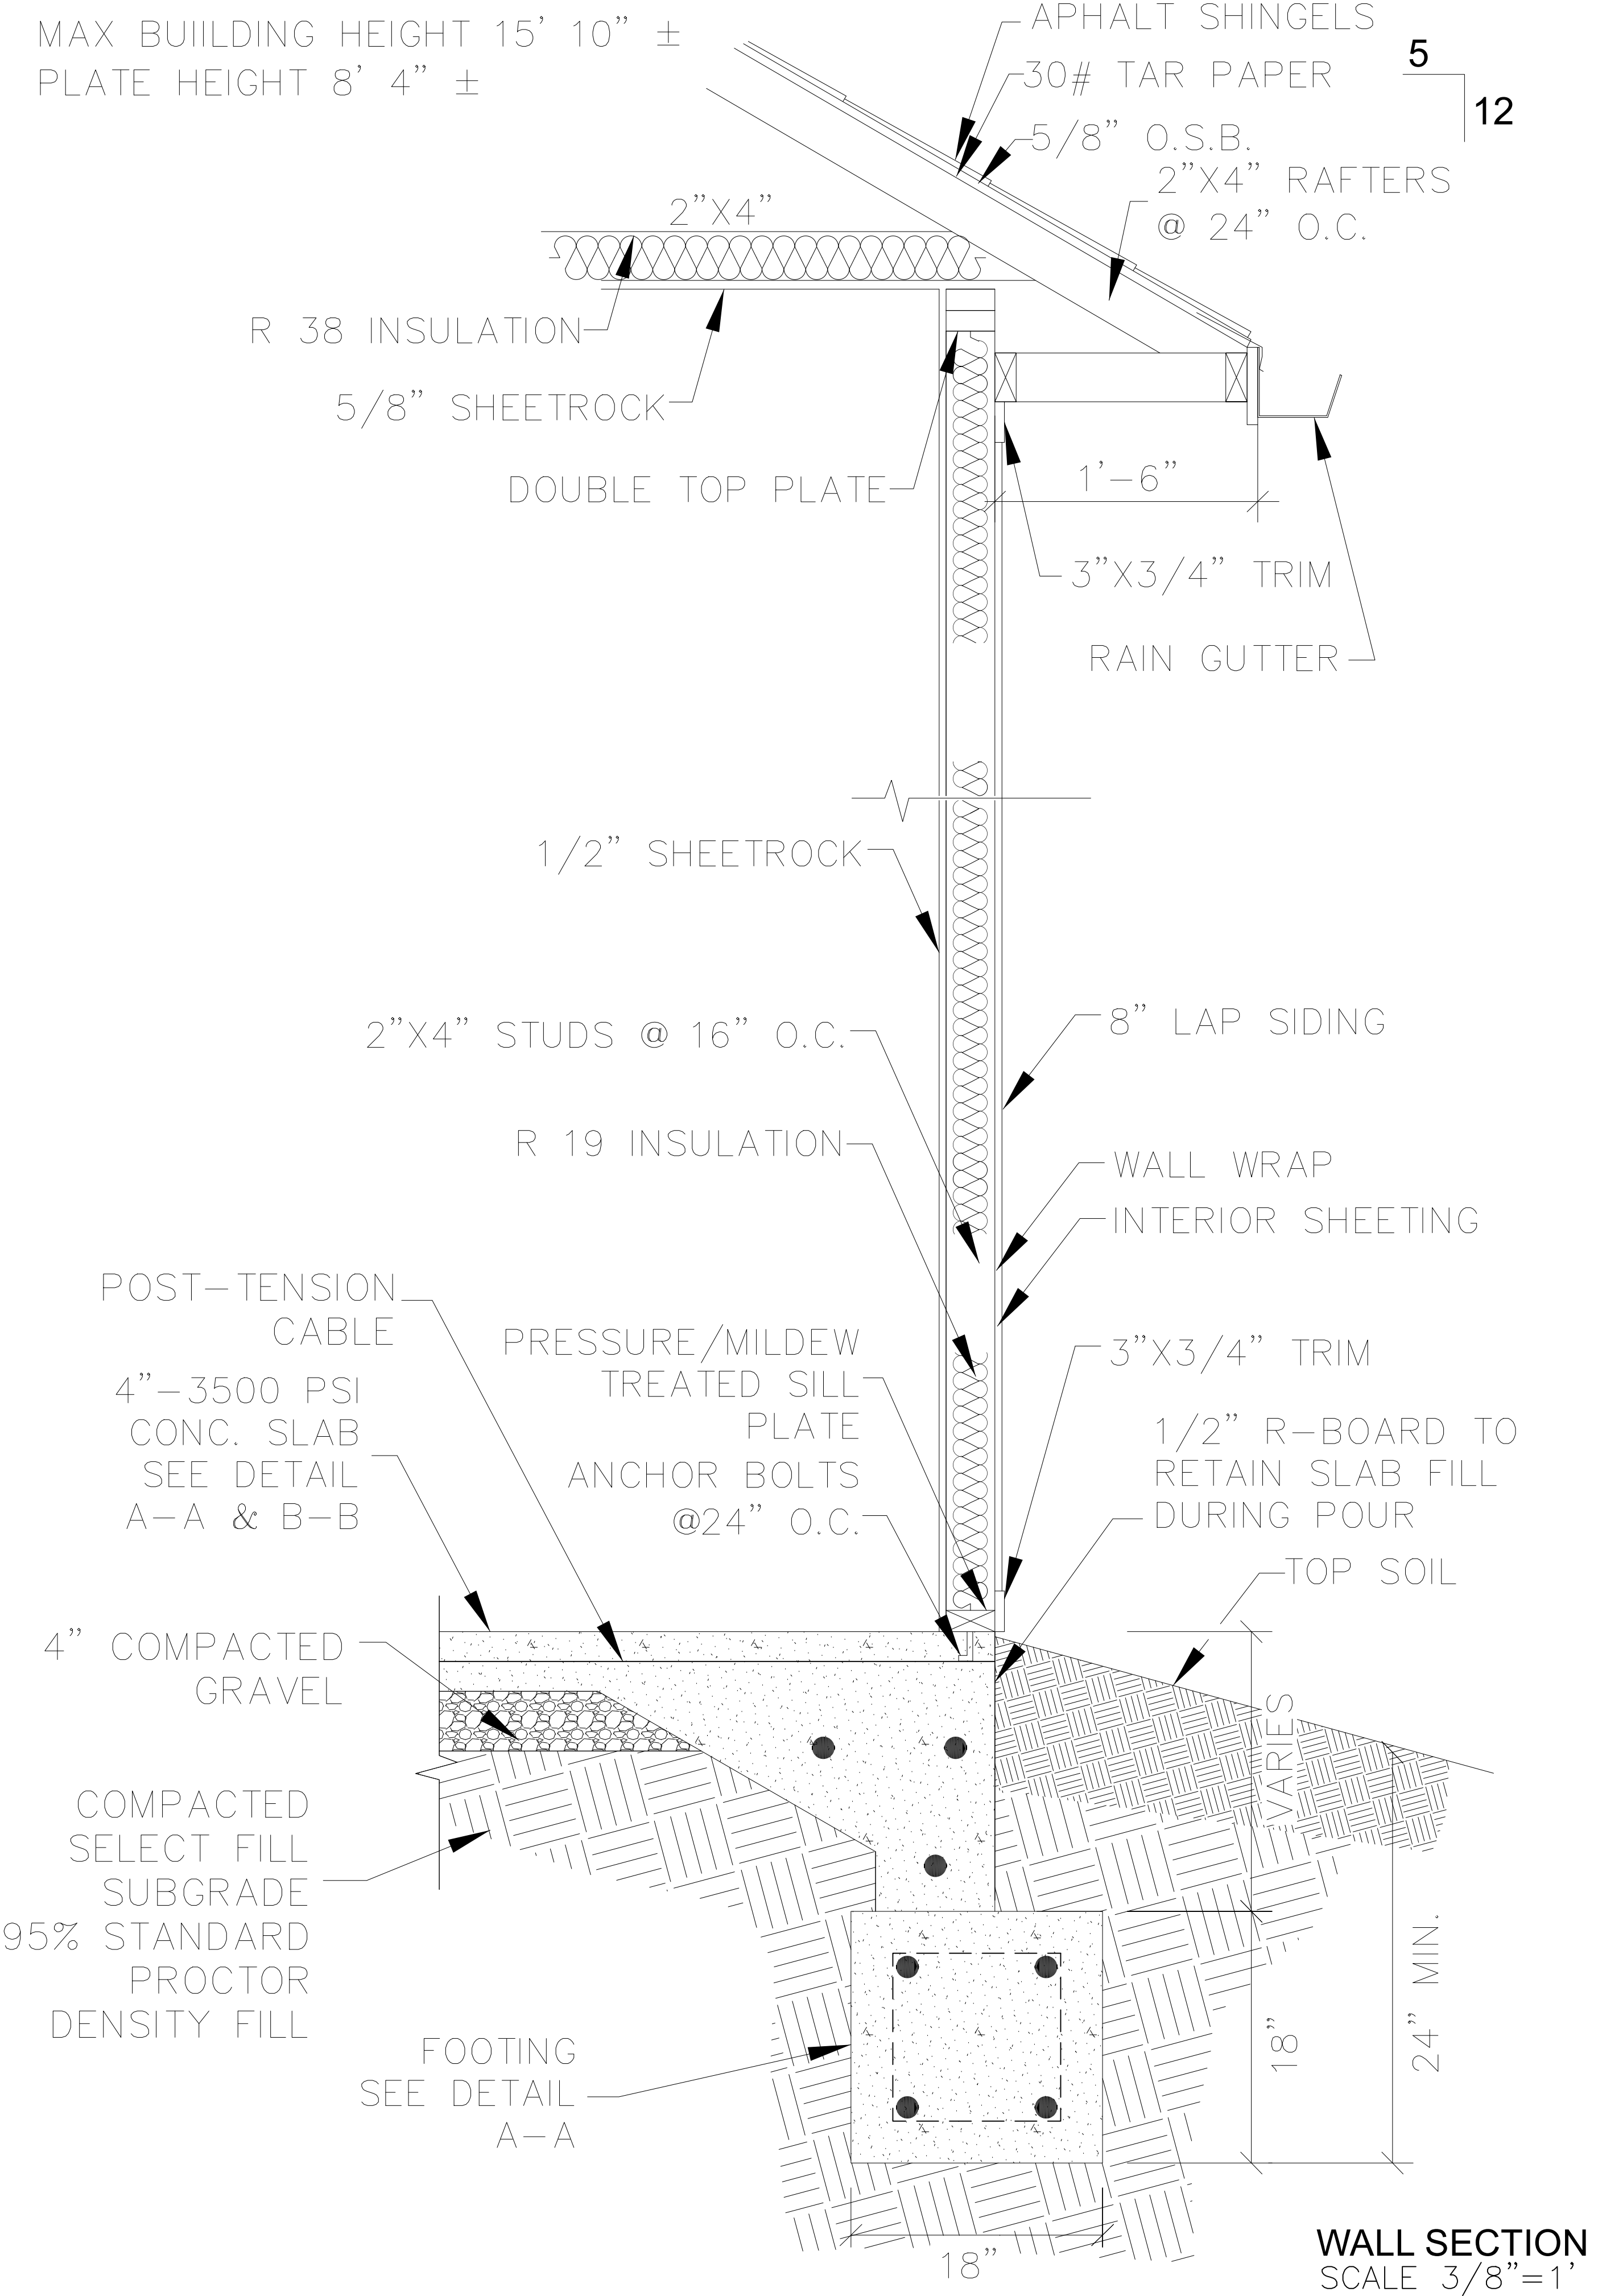 MAX BUIILDING HEIGHT 15’ 10” ±
PLATE HEIGHT 8’ 4” ±
APHALT SHINGELS
30# TAR PAPER
5
12
5/8” O.S.B.
2”X4” RAFTERS
@ 24” O.C.
2”X4”
R 38 INSULATION
5/8” SHEETROCK
DOUBLE TOP PLATE
1’–6”
3”X3/4” TRIM
RAIN GUTTER
1/2” SHEETROCK
2”X4” STUDS @ 16” O.C.
8” LAP SIDING
R 19 INSULATION
WALL WRAP
INTERIOR SHEETING
POST–TENSION
CABLE
PRESSURE/MILDEW
TREATED SILL
PLATE
3”X3/4” TRIM
4”–3500 PSI
CONC. SLAB
SEE DETAIL
A–A & B–B
ANCHOR BOLTS
@24” O.C.
1/2” R–BOARD TO
RETAIN SLAB FILL
DURING POUR
TOP SOIL
4” COMPACTED
GRAVEL
VARIES
COMPACTED
SELECT FILL
SUBGRADE
95% STANDARD
PROCTOR
DENSITY FILL
18”
24” MIN.
FOOTING
SEE DETAIL
A–A
18”
WALL SECTION
SCALE 3/8”=1’